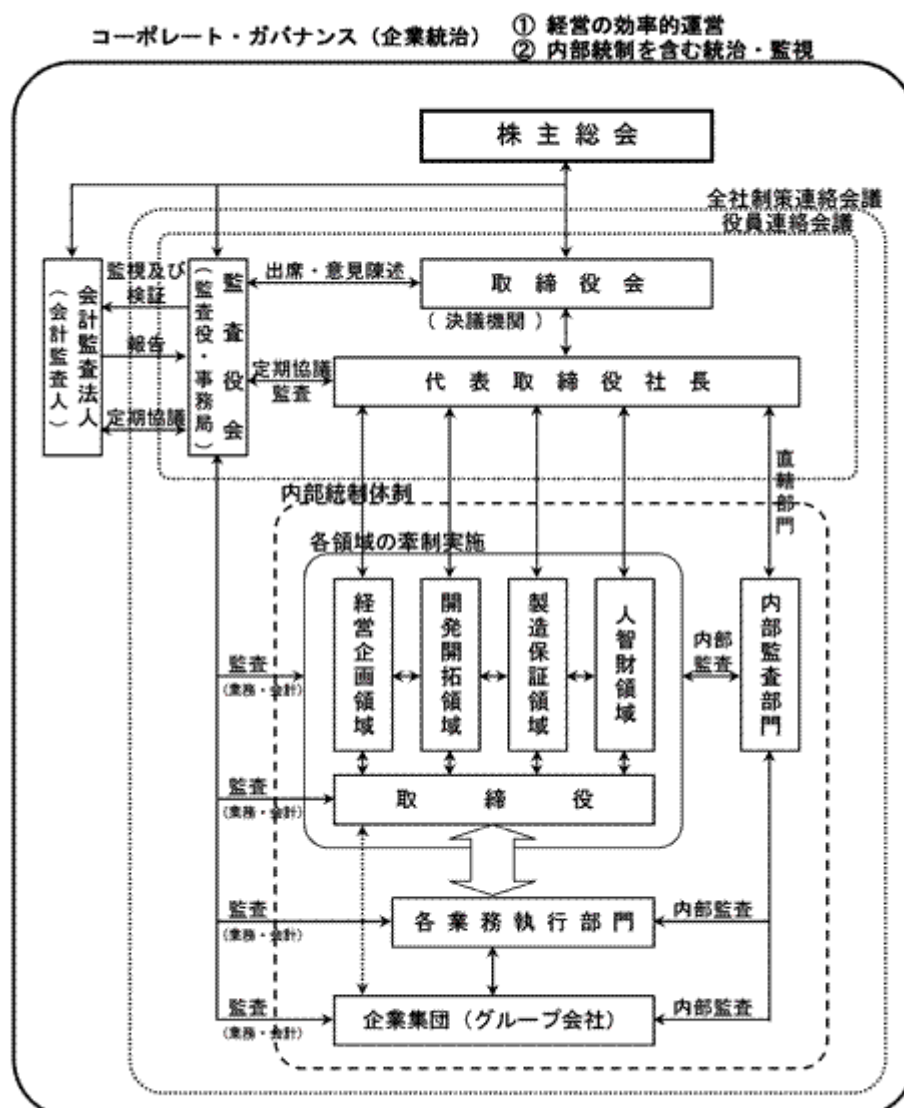 コーポレート・ガバナンス（企業統治）
① 経営の効率的運営
② 内部統制を含む統治・監視
株主総会
全社制策連絡会議
役員連絡会議
監視及び
検証
報告
定期協議
会計監査法人
（会計監査人）
監査役会
（監査役・事務局）
出席・意見陳述
取締役会
（決議機関）
定期協議
監査
代表取締役社長
直轄部門
内部統制体制
各領域の牽制実施
経営企画領域
開発開拓領域
製造保証領域
人智財領域
内部
監査
内部監査部門
監査
（業務・会計）
取締役
監査
（業務・会計）
各業務執行部門
監査
（業務・会計）
内部監査
企業集団（グループ会社）
監査
（業務・会計）
内部監査